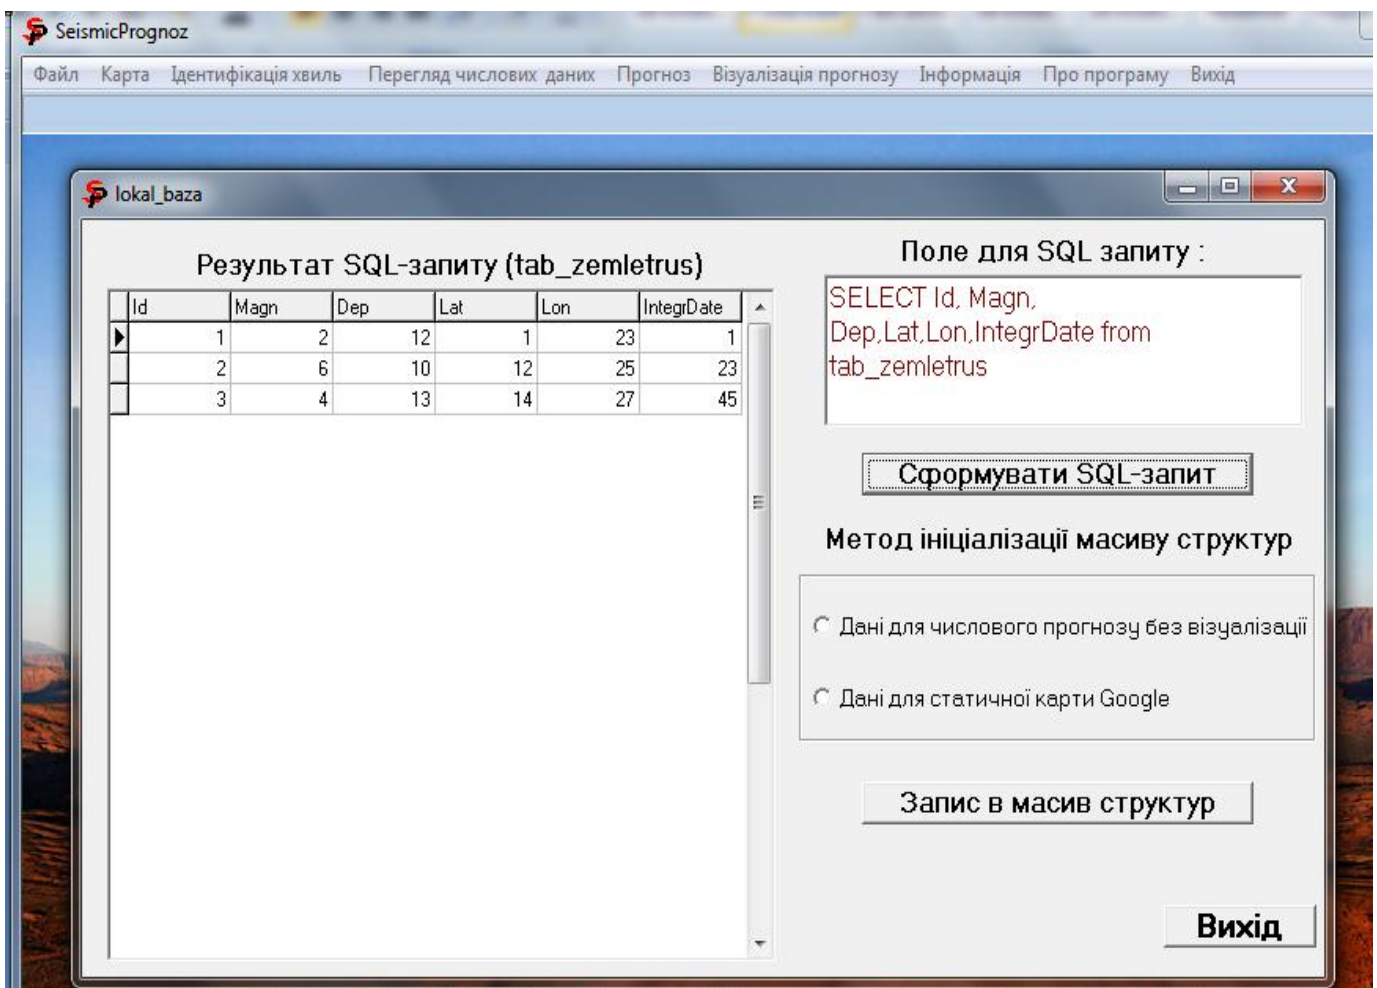 SeismicPrognoz
Файл Карта Ідентифікація хвиль Перегляд числових даних Прогноз Візуалізація прогнозу Інформація Про програму Вихід
lokal_baza
Результат SQL-запиту (tab_zemletrus)
Id Magn Dep Lat Lon IntegrDate
1 2 12 1 23 1
2 6 10 12 25 23
3 4 13 14 27 45
Поле для SQL запиту :
SELECT Id, Magn,
Dep,Lat,Lon,IntegrDate from
tab_zemletrus
Сформувати SQL-запит
Метод ініціалізації масиву структур
Дані для числового прогнозу без візуалізації
Дані для статичної карти Google
Запис в масив структур
Вихід